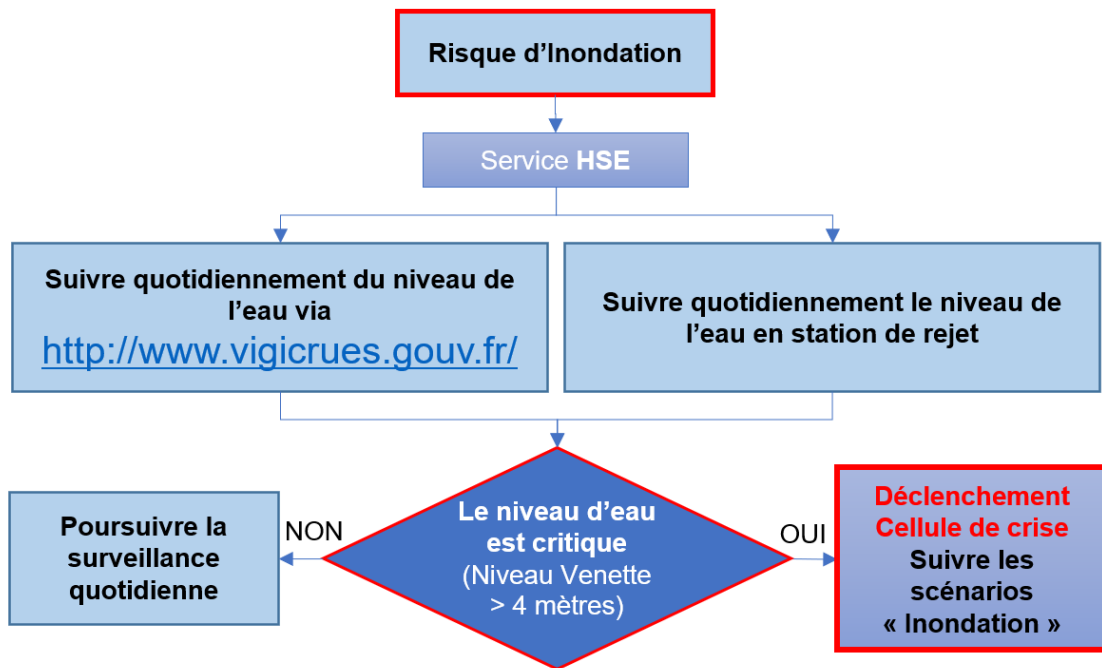 Risque d’Inondation
Service HSE
Suivre quotidiennement du niveau de
l’eau via
http://www.vigicrues.gouv.fr/
Suivre quotidiennement le niveau de
l’eau en station de rejet
Poursuivre la
surveillance
quotidienne
NON
Le niveau d’eau
est critique
(Niveau Venette
> 4 mètres)
OUI
Déclenchement
Cellule de crise
Suivre les
scénarios
« Inondation »